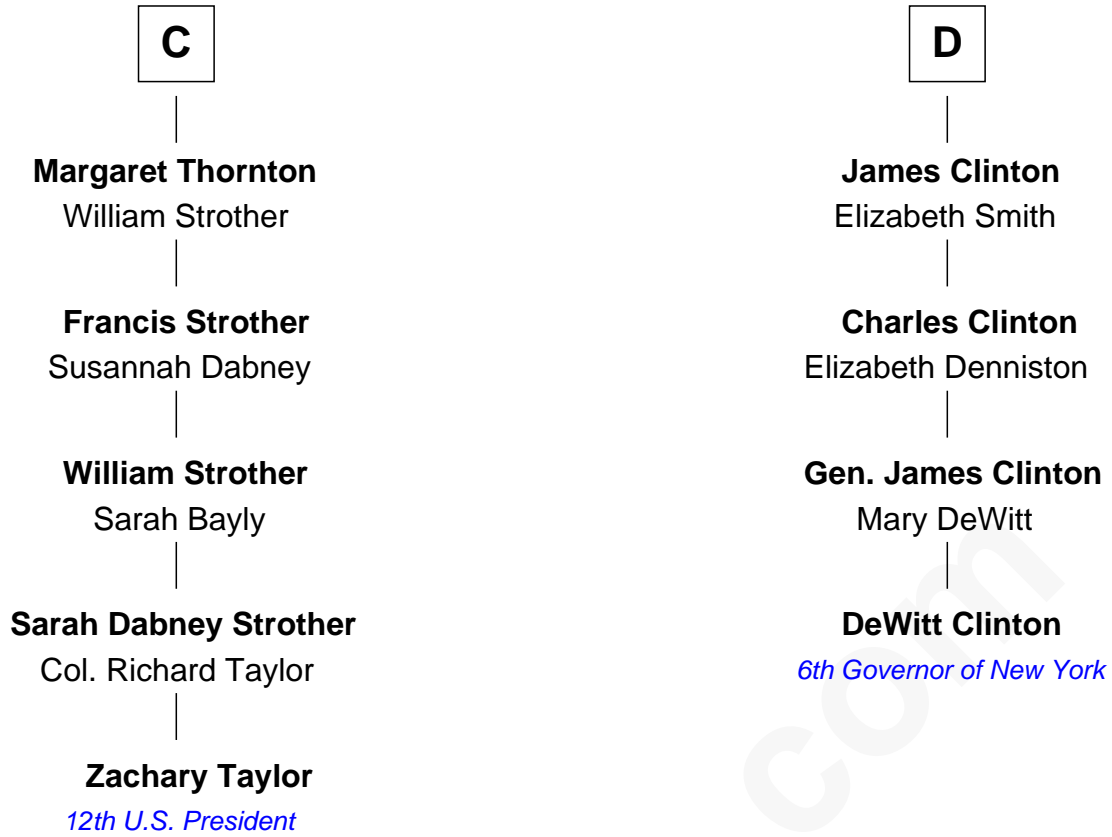 C
Margaret Thornton
William Strother
Francis Strother
Susannah Dabney
William Strother
Sarah Bayly
Sarah Dabney Strother
Col. Richard Taylor
Zachary Taylor
12th U.S. President
D
James Clinton
Elizabeth Smith
Charles Clinton
Elizabeth Denniston
Gen. James Clinton
Mary DeWitt
DeWitt Clinton
6th Governor of New York
com